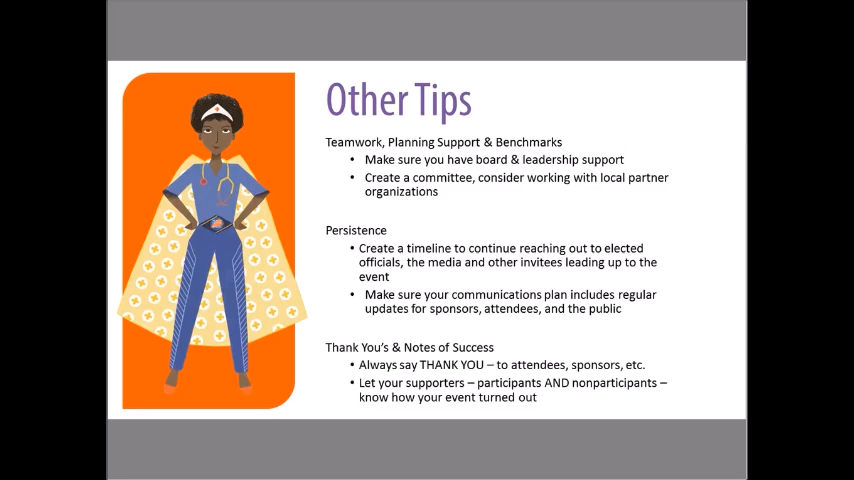 Other Tips
Teamwork, Planning Support & Benchmarks
• Make sure you have board & leadership support
• Create a committee, consider working with local partner
organizations
Persistence
• Create a timeline to continue reaching out to elected
officials, the media and other invitees leading up to the
event
• Make sure your communications plan includes regular
updates for sponsors, attendees, and the public
Thank You's & Notes of Success
• Always say THANK YOU – to attendees, sponsors, etc.
• Let your supporters – participants AND nonparticipants –
know how your event turned out